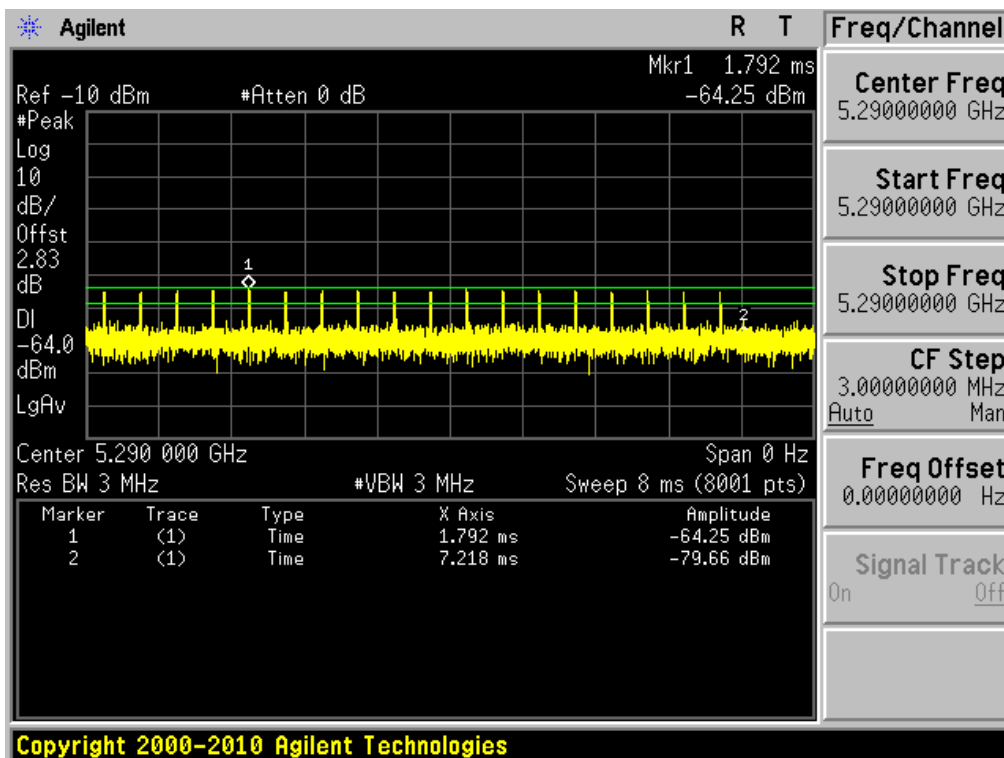 Agilent R T Freq/Channel
Mkr1 1.792 ms
Ref -10 dBm #Atten 0 dB -64.25 dBm
#Peak
Log
10
dB/
Offst
2.83
dB
DI
-64.0
dBm
LgAv
1
2
Center 5.290 000 GHz Span 0 Hz
Res BW 3 MHz #VBW 3 MHz Sweep 8 ms (8001 pts)
Marker Trace Type X Axis Amplitude
1 (1) Time 1.792 ms -64.25 dBm
2 (1) Time 7.218 ms -79.66 dBm
Center Freq
5.29000000 GHz
Start Freq
5.29000000 GHz
Stop Freq
5.29000000 GHz
CF Step
3.00000000 MHz
Auto Man
Freq Offset
0.00000000 Hz
Signal Track
On Off
Copyright 2000-2010 Agilent Technologies